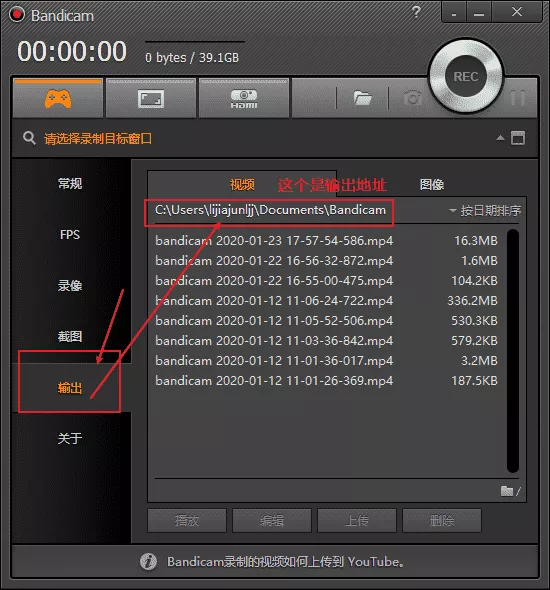 Bandicam
00:00:00
0 bytes / 39.1GB
REC
HDMI
请选择录制目标窗口
常规
FPS
录像
截图
输出
关于
视频
这个是输出地址
图像
C:\Users\lijiajunljj\Documents\Bandicam
按日期排序
bandicam 2020-01-23 17-57-54-586.mp4 16.3MB
bandicam 2020-01-22 16-56-32-872.mp4 1.6MB
bandicam 2020-01-22 16-55-00-475.mp4 104.2KB
bandicam 2020-01-12 11-06-24-722.mp4 336.2MB
bandicam 2020-01-12 11-05-52-506.mp4 530.3KB
bandicam 2020-01-12 11-03-36-842.mp4 579.2KB
bandicam 2020-01-12 11-01-36-017.mp4 3.2MB
bandicam 2020-01-12 11-01-26-369.mp4 187.5KB
/
播放 编辑 上传 删除
Bandicam录制的视频如何上传到 YouTube。